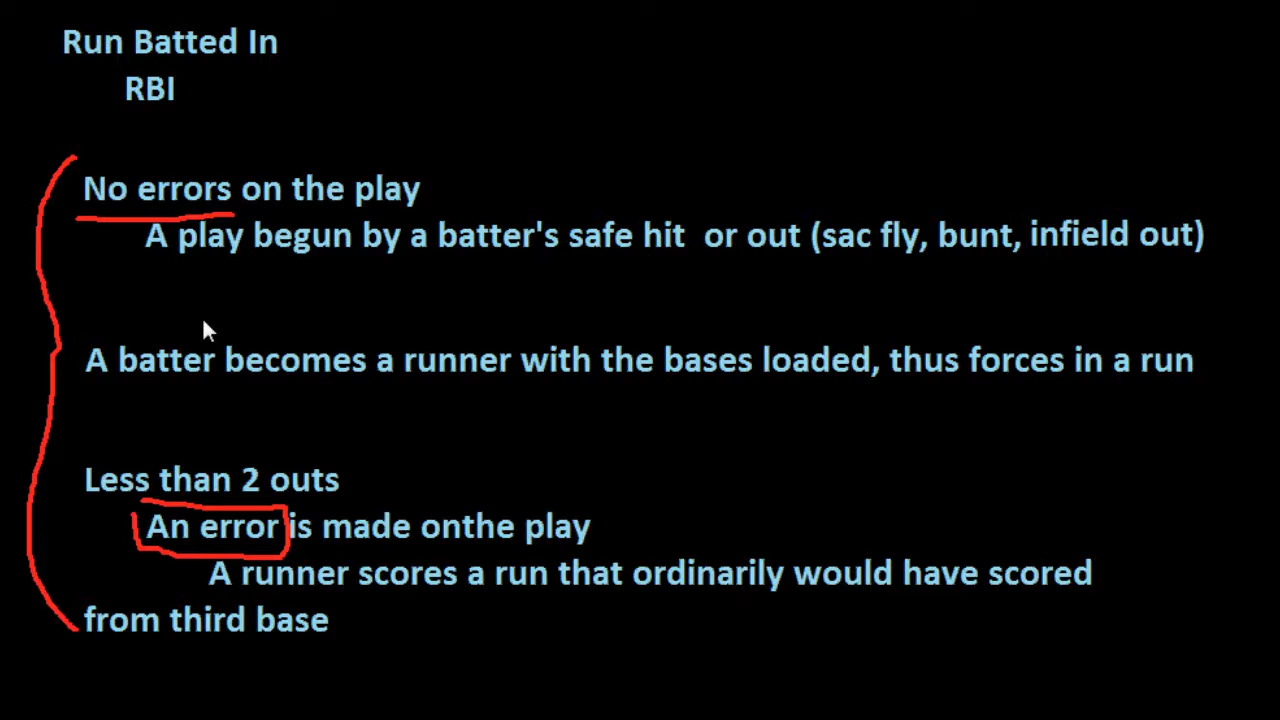 Run Batted In
RBI
No errors on the play
A play begun by a batter's safe hit or out (sac fly, bunt, infield out)
A batter becomes a runner with the bases loaded, thus forces in a run
Less than 2 outs
An error is made onthe play
A runner scores a run that ordinarily would have scored
from third base